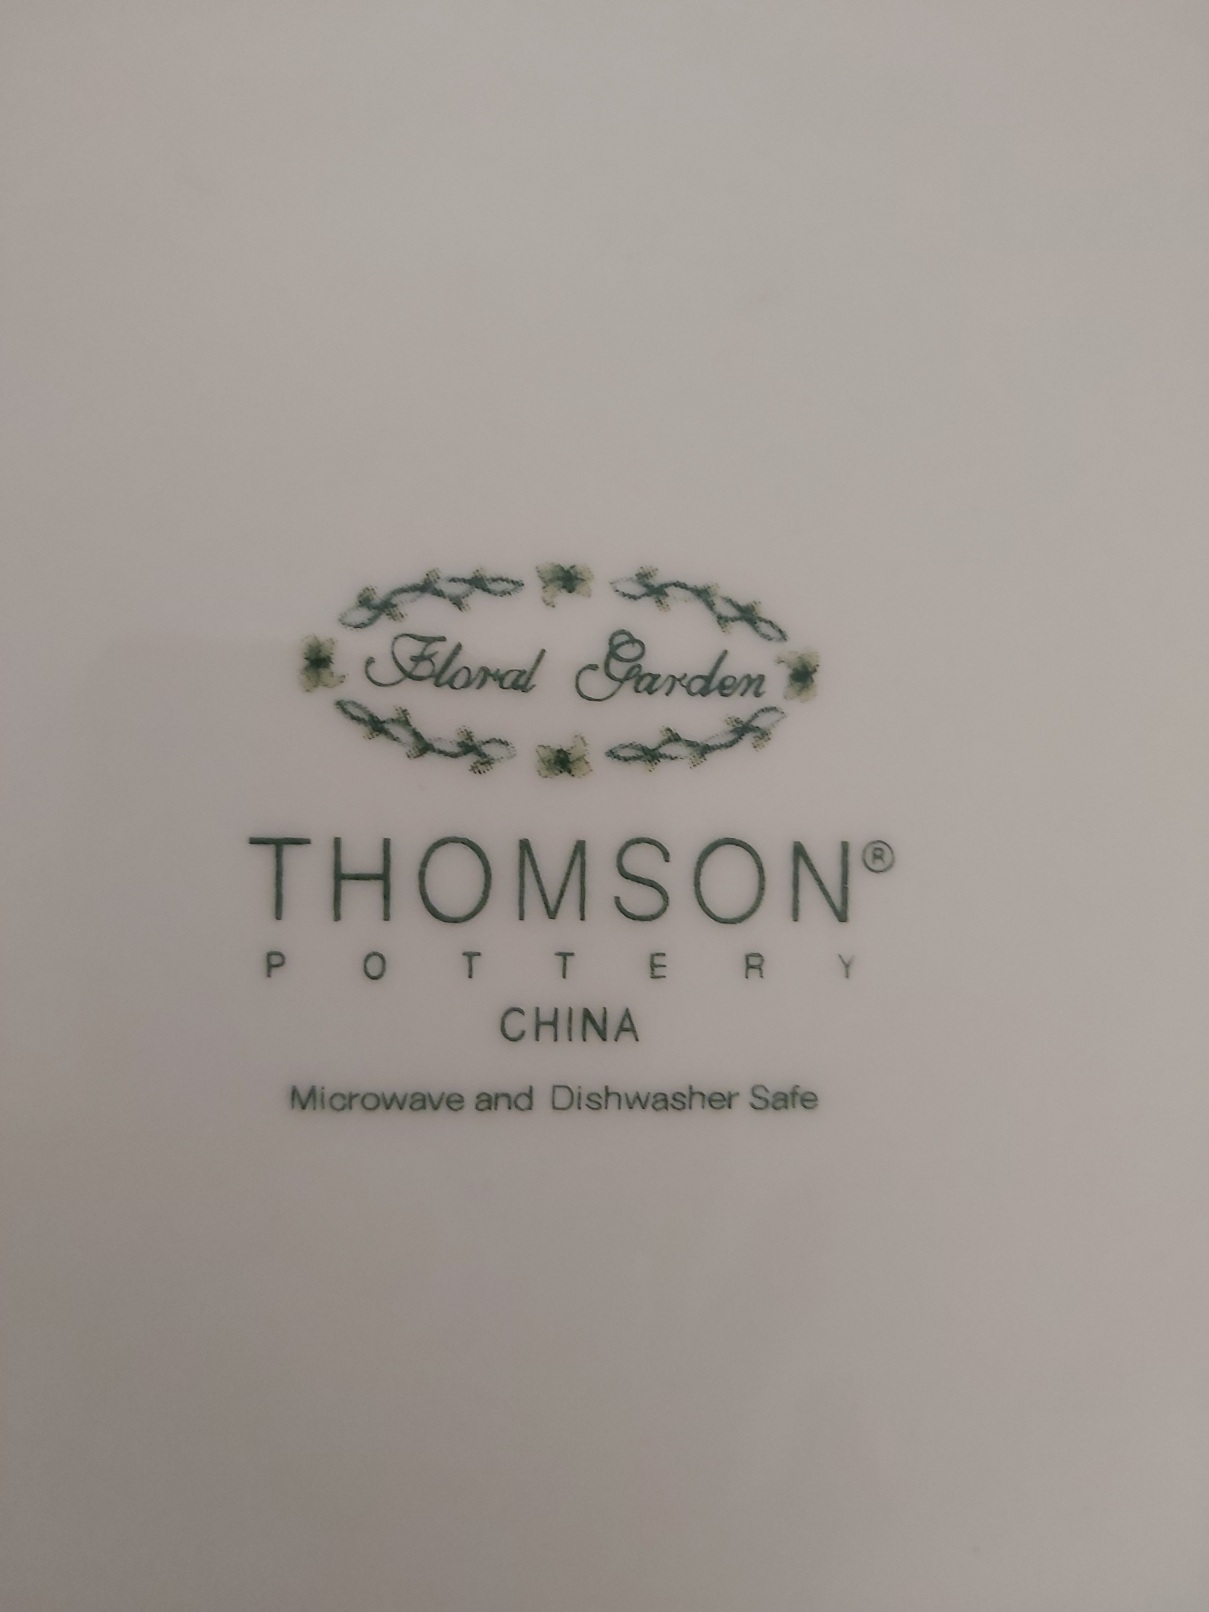 Floral Garden
THOMSON®
POTTERY
CHINA
Microwave and Dishwasher Safe